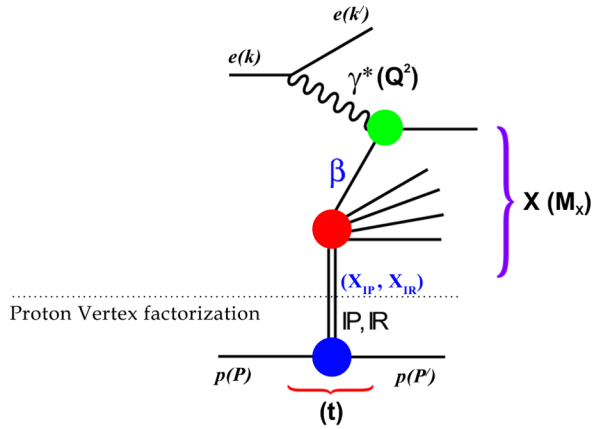 e(k′)
e(k)
γ* (Q²)
β
X (Mₓ)
(X_IP , X_IR)
Proton Vertex factorization
IP, IR
p(P)
p(P′)
(t)